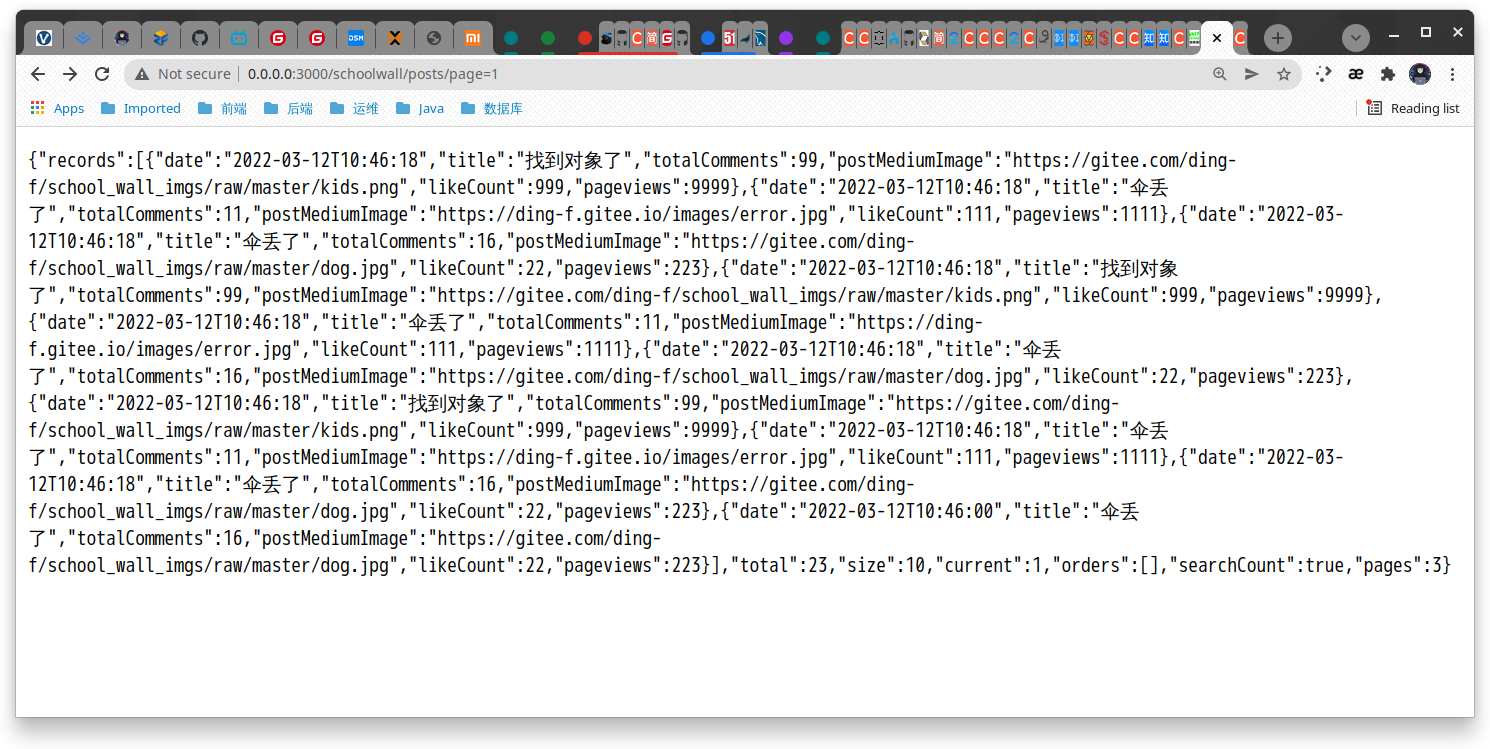 Not secure
0.0.0.0:3000/schoolwall/posts/page=1
Apps
Imported
前端
后端
运维
Java
数据库
Reading list
{"records":[{"date":"2022-03-12T10:46:18","title":"找到对象了","totalComments":99,"postMediumImage":"https://gitee.com/ding-
f/school_wall_imgs/raw/master/kids.png","likeCount":999,"pageviews":9999},{"date":"2022-03-12T10:46:18","title":"伞丢
了","totalComments":11,"postMediumImage":"https://ding-f.gitee.io/images/error.jpg","likeCount":111,"pageviews":1111},{"date":"2022-03-
12T10:46:18","title":"伞丢了","totalComments":16,"postMediumImage":"https://gitee.com/ding-
f/school_wall_imgs/raw/master/dog.jpg","likeCount":22,"pageviews":223},{"date":"2022-03-12T10:46:18","title":"找到对象
了","totalComments":99,"postMediumImage":"https://gitee.com/ding-f/school_wall_imgs/raw/master/kids.png","likeCount":999,"pageviews":9999},
{"date":"2022-03-12T10:46:18","title":"伞丢了","totalComments":11,"postMediumImage":"https://ding-
f.gitee.io/images/error.jpg","likeCount":111,"pageviews":1111},{"date":"2022-03-12T10:46:18","title":"伞丢
了","totalComments":16,"postMediumImage":"https://gitee.com/ding-f/school_wall_imgs/raw/master/dog.jpg","likeCount":22,"pageviews":223},
{"date":"2022-03-12T10:46:18","title":"找到对象了","totalComments":99,"postMediumImage":"https://gitee.com/ding-
f/school_wall_imgs/raw/master/kids.png","likeCount":999,"pageviews":9999},{"date":"2022-03-12T10:46:18","title":"伞丢
了","totalComments":11,"postMediumImage":"https://ding-f.gitee.io/images/error.jpg","likeCount":111,"pageviews":1111},{"date":"2022-03-
12T10:46:18","title":"伞丢了","totalComments":16,"postMediumImage":"https://gitee.com/ding-
f/school_wall_imgs/raw/master/dog.jpg","likeCount":22,"pageviews":223},{"date":"2022-03-12T10:46:00","title":"伞丢
了","totalComments":16,"postMediumImage":"https://gitee.com/ding-
f/school_wall_imgs/raw/master/dog.jpg","likeCount":22,"pageviews":223}],"total":23,"size":10,"current":1,"orders":[],"searchCount":true,"pages":3}